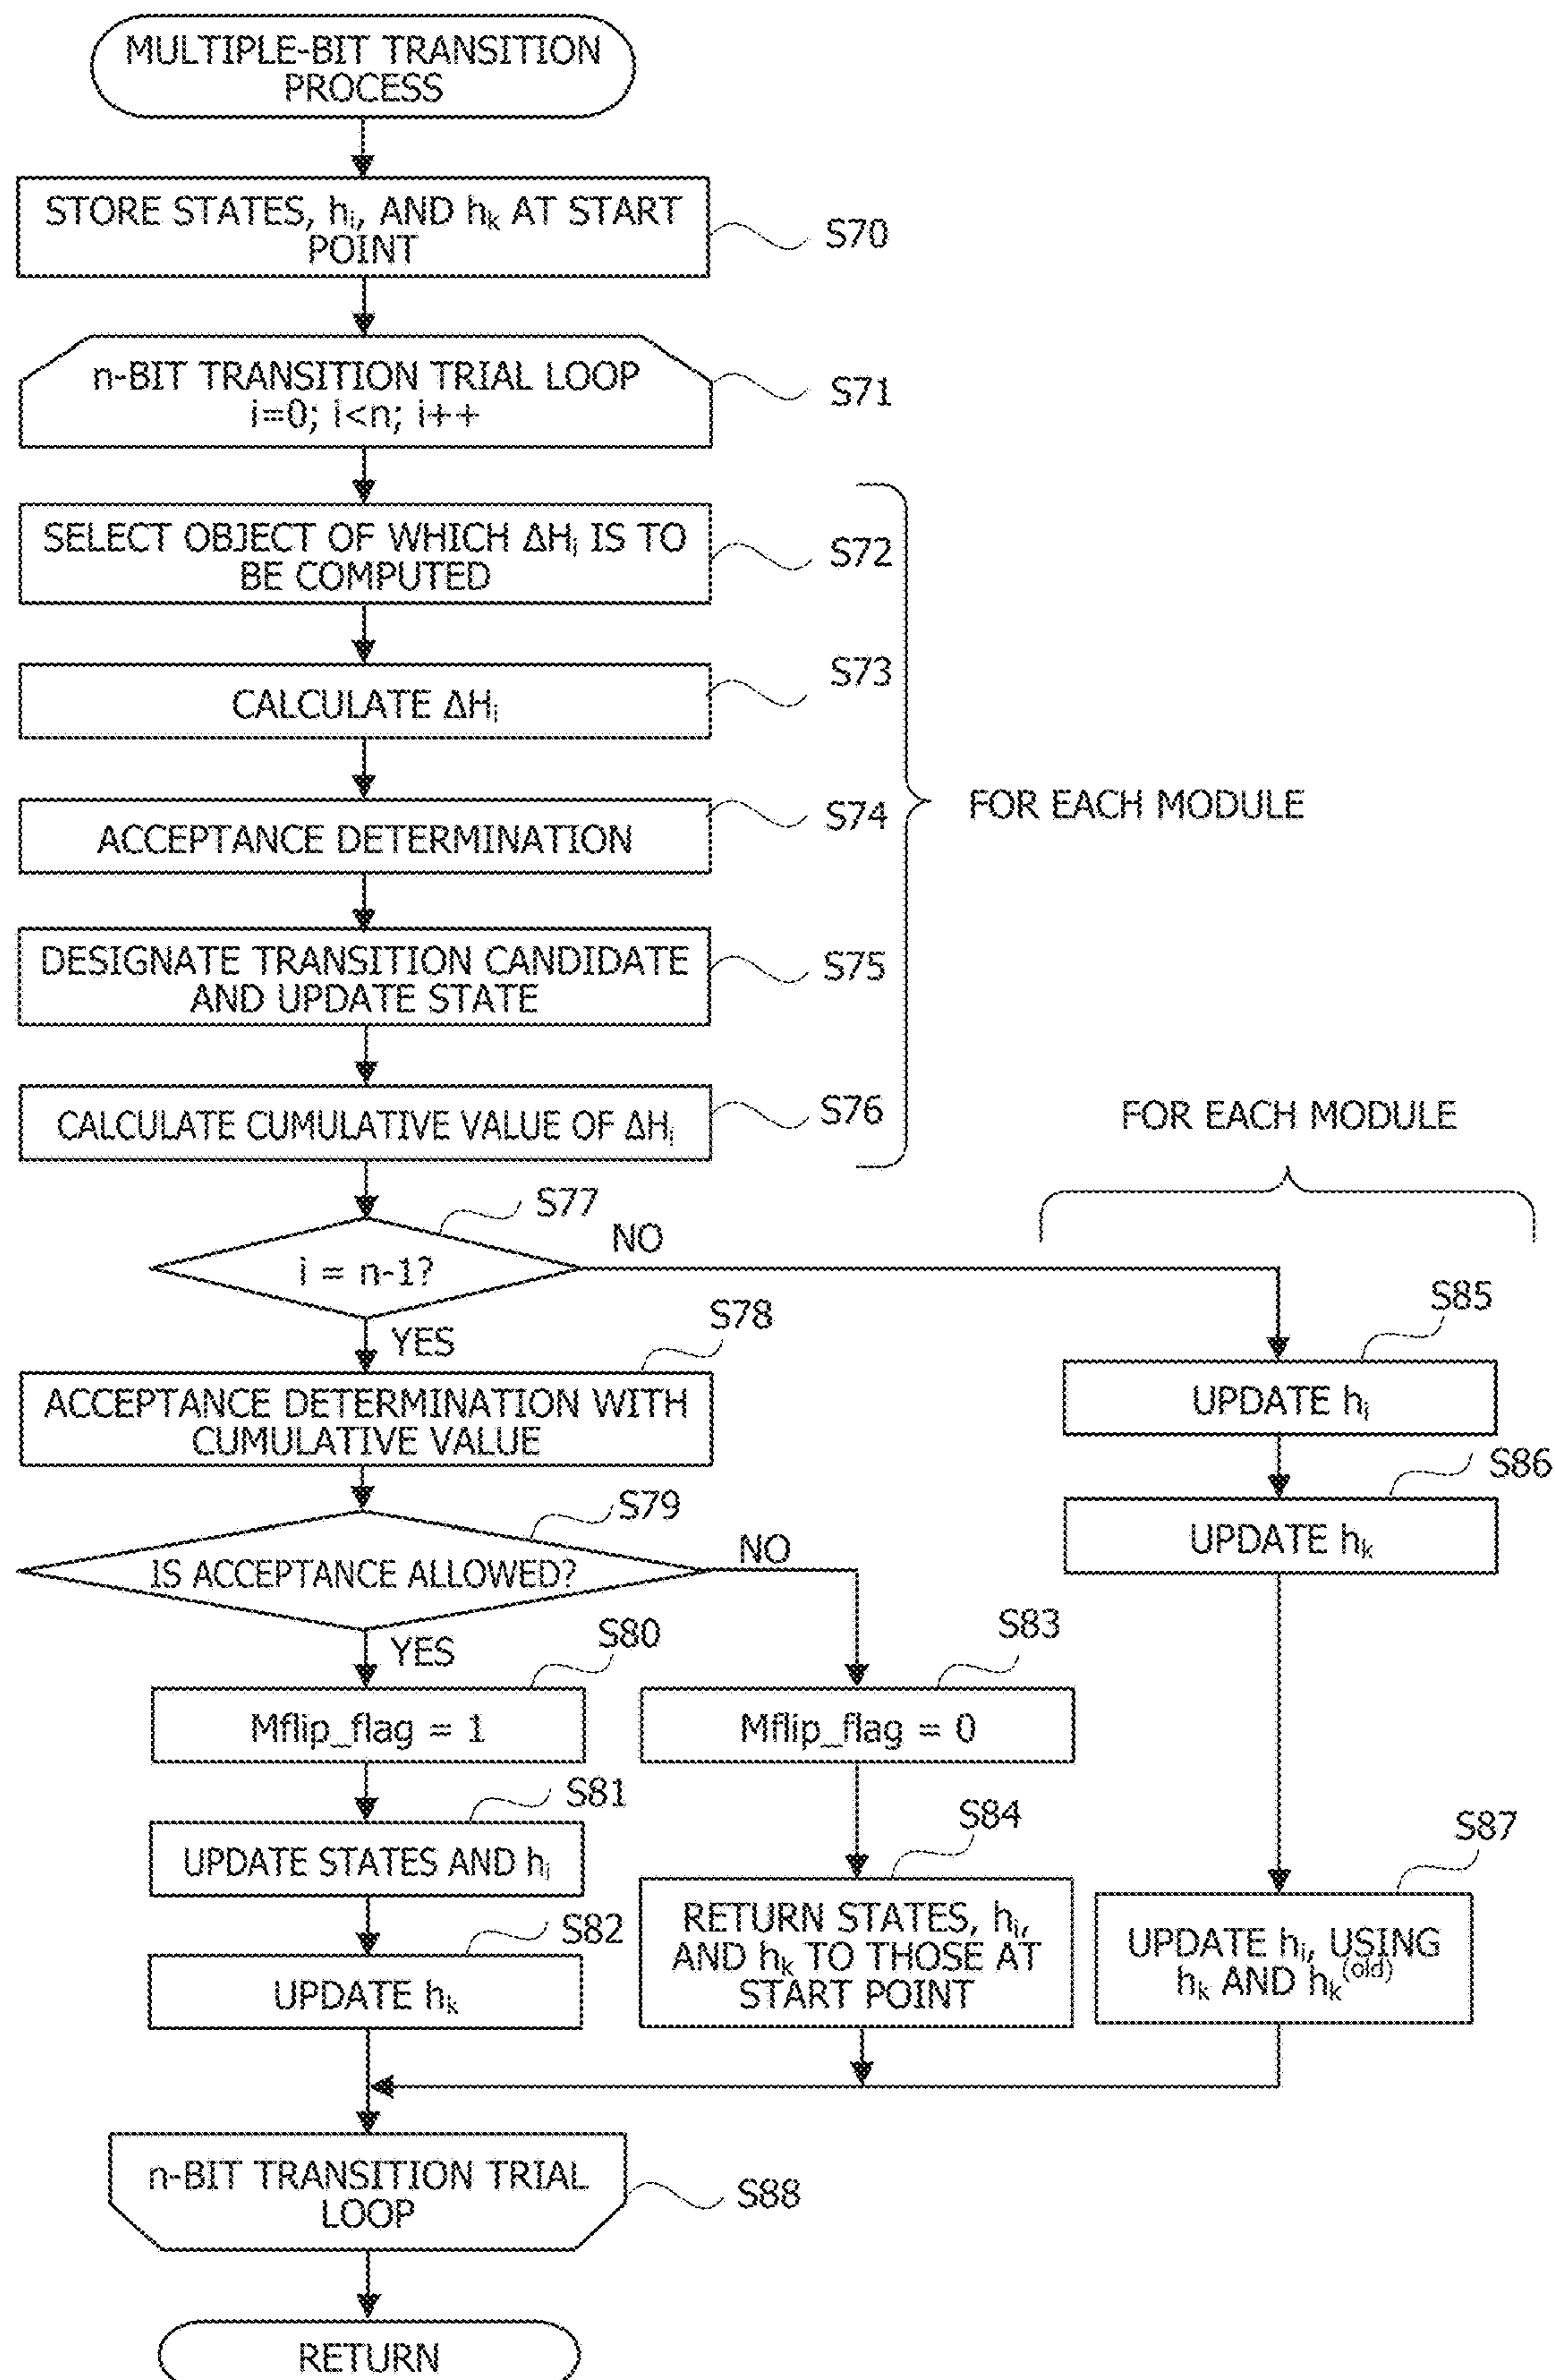 MULTIPLE-BIT TRANSITION
PROCESS
STORE STATES, hi, AND hk AT START
POINT
S70
n-BIT TRANSITION TRIAL LOOP
i=0; i<n; i++
S71
SELECT OBJECT OF WHICH ΔHi IS TO
BE COMPUTED
S72
CALCULATE ΔHi
S73
FOR EACH MODULE
ACCEPTANCE DETERMINATION
S74
DESIGNATE TRANSITION CANDIDATE
AND UPDATE STATE
S75
CALCULATE CUMULATIVE VALUE OF ΔHi
S76
FOR EACH MODULE
S77
i = n-1?
NO
YES
S78
ACCEPTANCE DETERMINATION WITH
CUMULATIVE VALUE
S85
UPDATE hi
S86
UPDATE hk
S79
IS ACCEPTANCE ALLOWED?
NO
YES
S80
Mflip_flag = 1
S83
Mflip_flag = 0
S81
UPDATE STATES AND hi
S82
UPDATE hk
S84
RETURN STATES, hi,
AND hk TO THOSE AT
START POINT
S87
UPDATE hi, USING
hk AND hk(old)
n-BIT TRANSITION TRIAL
LOOP
S88
RETURN